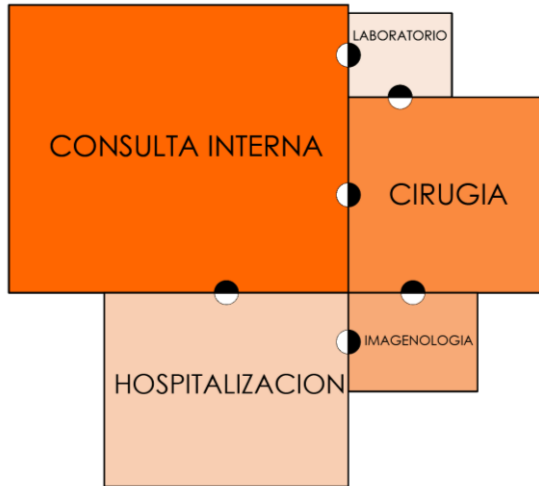 LABORATORIO
CONSULTA INTERNA
CIRUGIA
IMAGENOLOGIA
HOSPITALIZACION